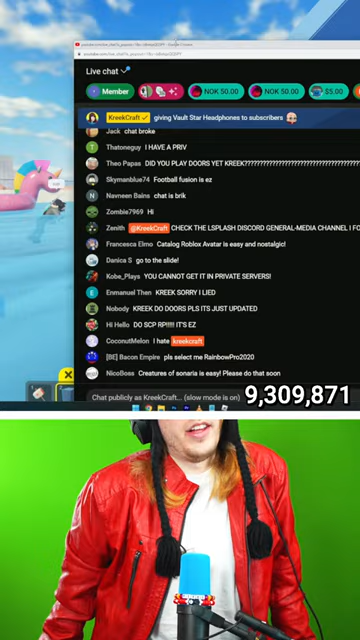 Live chat
Member
NOK 50.00
NOK 50.00
$5.00
KreekCraft giving Vault Star Headphones to subscribers
Jack chat broke
Thatoneguy I HAVE A PRIV
Theo Papas DID YOU PLAY DOORS YET KREEK????????????????????????????????
Skymanblue74 Football fusion is ez
Navneen Bains chat is brik
Zombie7969 Hi
Zenith @KreekCraft CHECK THE LSPLASH DISCORD GENERAL-MEDIA CHANNEL I FO
Francesca Elmo Catalog Roblox Avatar is easy and nostalgic!
Danica S go to the slide!
Kobe_Plays YOU CANNOT GET IT IN PRIVATE SERVERS!
E Enmanuel Then KREEK SORRY I LIED
Nobody KREEK DO DOORS PLS ITS JUST UPDATED
Hi Hello DO SCP RP!!!!! IT'S EZ
CoconutMelon I hate kreekcraft
[BE] Bacon Empire pls select me RainbowPro2020
NicoBoss Creatures of sonaria is easy! Please do that soon
Chat publicly as KreekCraft... (slow mode is on)
9,309,871